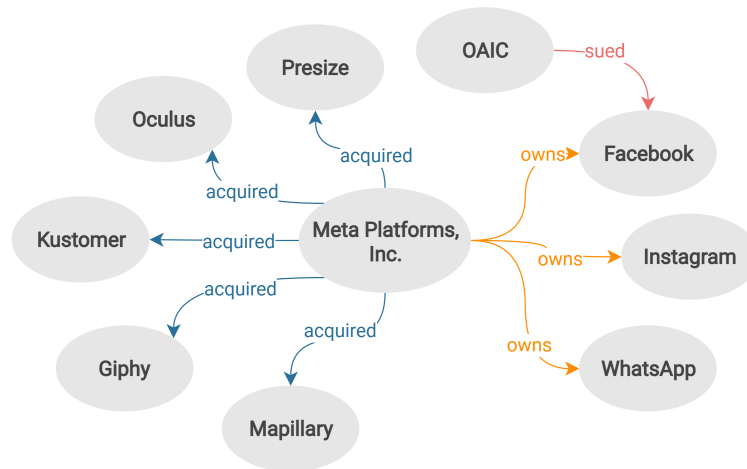 OAIC
sued
Presize
Oculus
acquired
owns
Facebook
acquired
Kustomer
acquired
Meta Platforms,
Inc.
owns
Instagram
acquired
Giphy
acquired
owns
WhatsApp
Mapillary